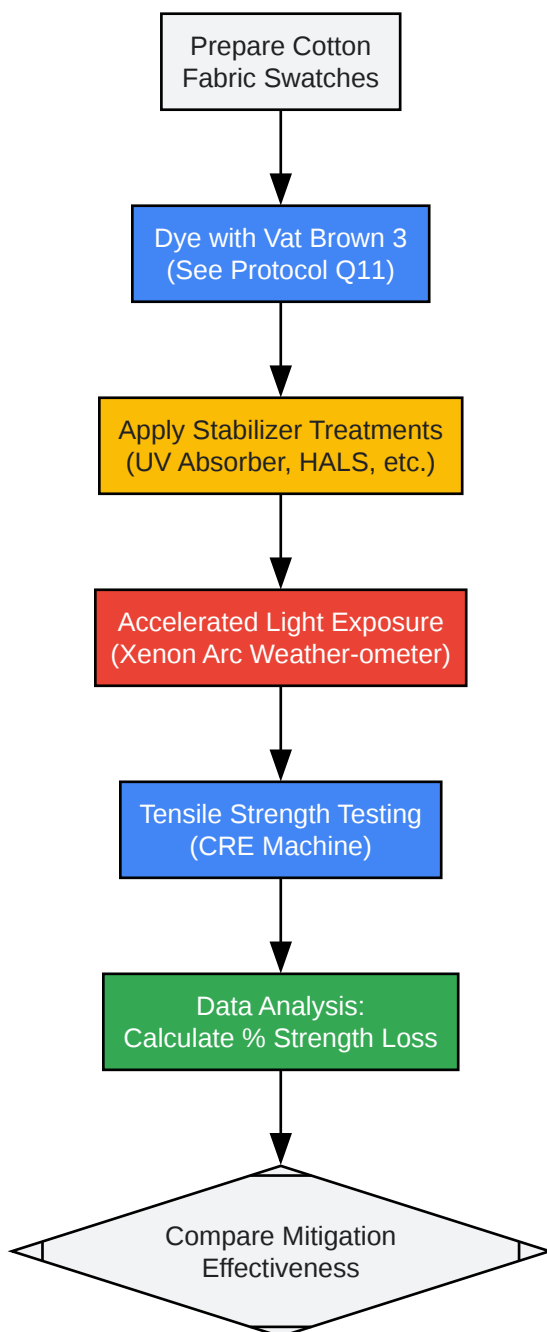 Prepare Cotton
Fabric Swatches
Dye with Vat Brown 3
(See Protocol Q11)
Apply Stabilizer Treatments
(UV Absorber, HALS, etc.)
Accelerated Light Exposure
(Xenon Arc Weather-ometer)
Tensile Strength Testing
(CRE Machine)
Data Analysis:
Calculate % Strength Loss
Compare Mitigation
Effectiveness